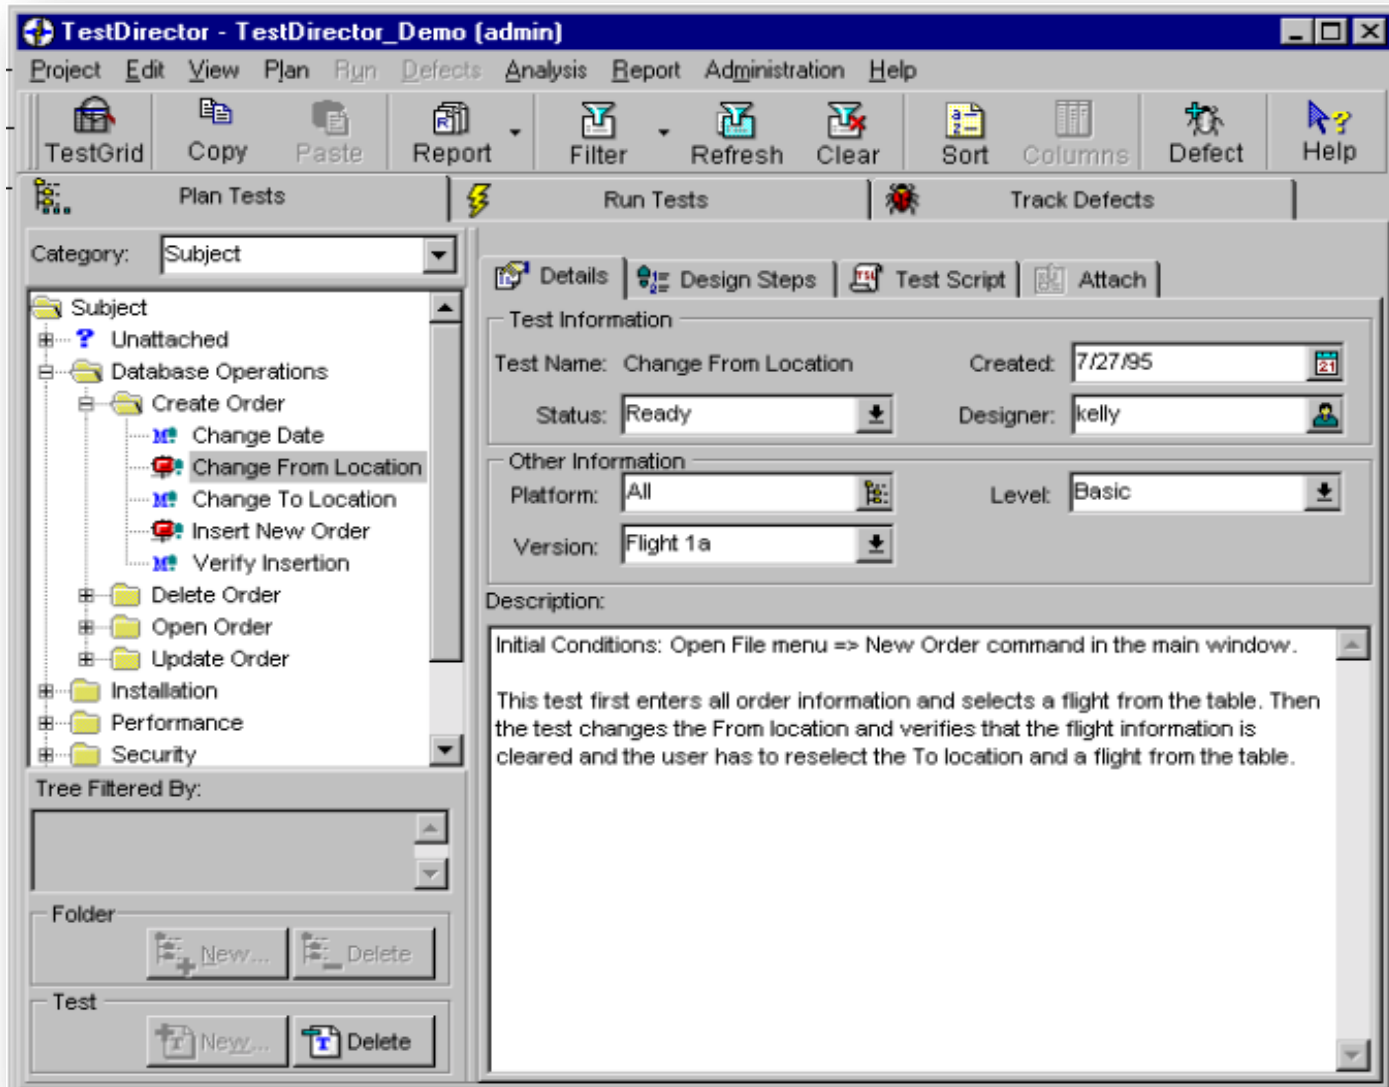 TestDirector - TestDirector_Demo (admin)
Project Edit View Plan Run Defects Analysis Report Administration Help
TestGrid Copy Paste Report Filter Refresh Clear Sort Columns Defect Help
Plan Tests Run Tests Track Defects
Category: Subject
Subject
Unattached
Database Operations
Create Order
Change Date
Change From Location
Change To Location
Insert New Order
Verify Insertion
Delete Order
Open Order
Update Order
Installation
Performance
Security
Tree Filtered By:
Folder
New... Delete
Test
New... Delete
Details Design Steps Test Script Attach
Test Information
Test Name: Change From Location Created: 7/27/95
Status: Ready Designer: kelly
Other Information
Platform: All Level: Basic
Version: Flight 1a
Description:
Initial Conditions: Open File menu => New Order command in the main window.
This test first enters all order information and selects a flight from the table. Then
the test changes the From location and verifies that the flight information is
cleared and the user has to reselect the To location and a flight from the table.